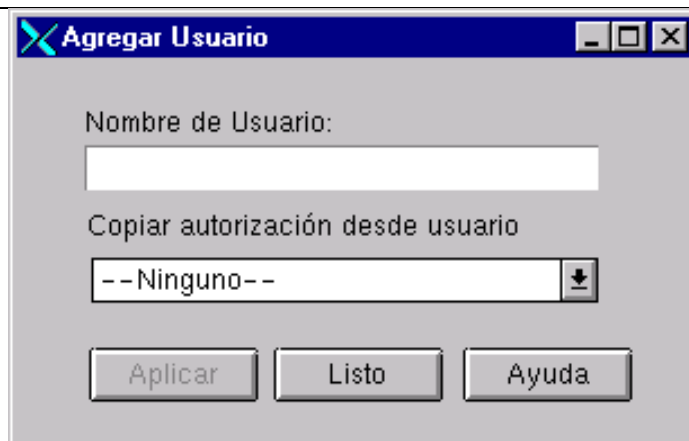 Agregar Usuario
Nombre de Usuario:
Copiar autorización desde usuario
--Ninguno--
Aplicar Listo Ayuda